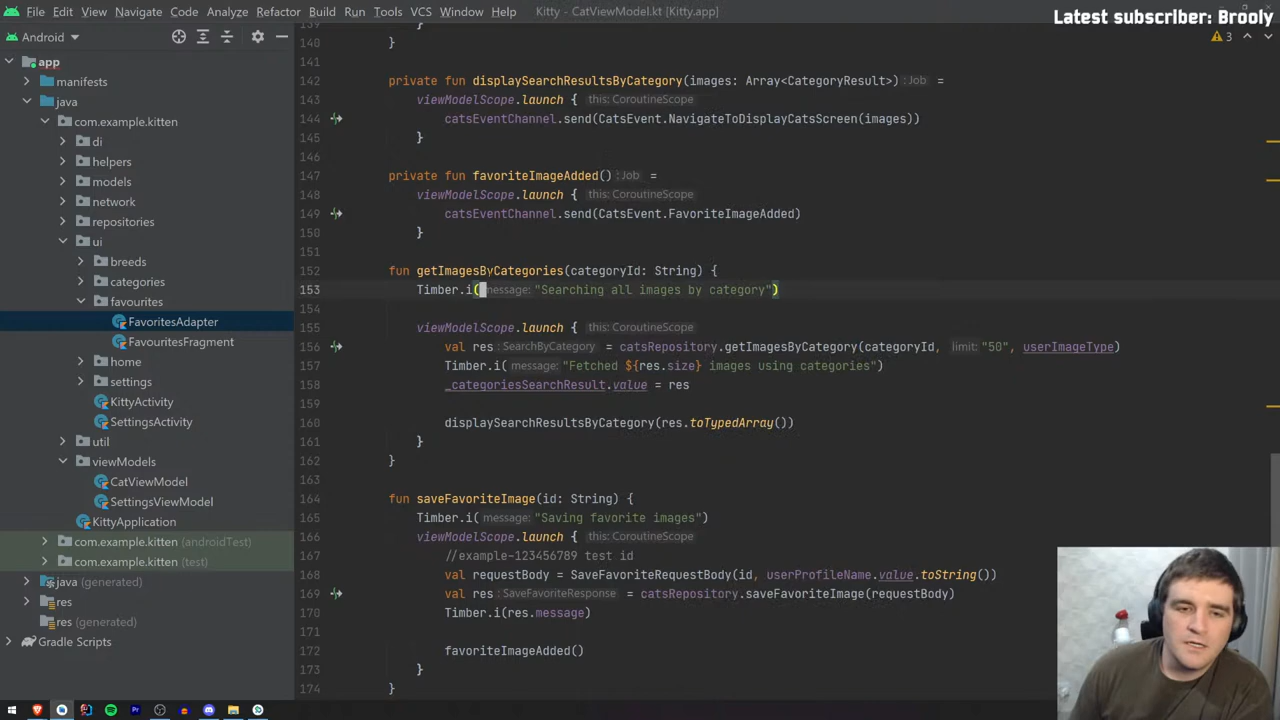 File Edit View Navigate Code Analyze Refactor Build Run Tools VCS Window Help Kitty - CatViewModel.kt [Kitty.app]
Latest subscriber: Brooly
Android
3
app
manifests
java
com.example.kitten
di
helpers
models
network
repositories
ui
breeds
categories
favourites
FavoritesAdapter
FavouritesFragment
home
settings
KittyActivity
SettingsActivity
util
viewModels
CatViewModel
SettingsViewModel
KittyApplication
com.example.kitten (androidTest)
com.example.kitten (test)
java (generated)
res
res (generated)
Gradle Scripts
139 }
140 }
141
142 private fun displaySearchResultsByCategory(images: Array<CategoryResult>) : Job =
143 viewModelScope.launch { this: CoroutineScope
144 catsEventChannel.send(CatsEvent.NavigateToDisplayCatsScreen(images))
145 }
146
147 private fun favoriteImageAdded() : Job =
148 viewModelScope.launch { this: CoroutineScope
149 catsEventChannel.send(CatsEvent.FavoriteImageAdded)
150 }
151
152 fun getImagesByCategories(categoryId: String) {
153 Timber.i( message: "Searching all images by category")
154
155 viewModelScope.launch { this: CoroutineScope
156 val res : SearchByCategory = catsRepository.getImagesByCategory(categoryId, limit: "50", userImageType)
157 Timber.i( message: "Fetched ${res.size} images using categories")
158 _categoriesSearchResult.value = res
159
160 displaySearchResultsByCategory(res.toTypedArray())
161 }
162 }
163
164 fun saveFavoriteImage(id: String) {
165 Timber.i( message: "Saving favorite images")
166 viewModelScope.launch { this: CoroutineScope
167 //example-123456789 test id
168 val requestBody = SaveFavoriteRequestBody(id, userProfileName.value.toString())
169 val res : SaveFavoriteResponse = catsRepository.saveFavoriteImage(requestBody)
170 Timber.i(res.message)
171
172 favoriteImageAdded()
173 }
174 }